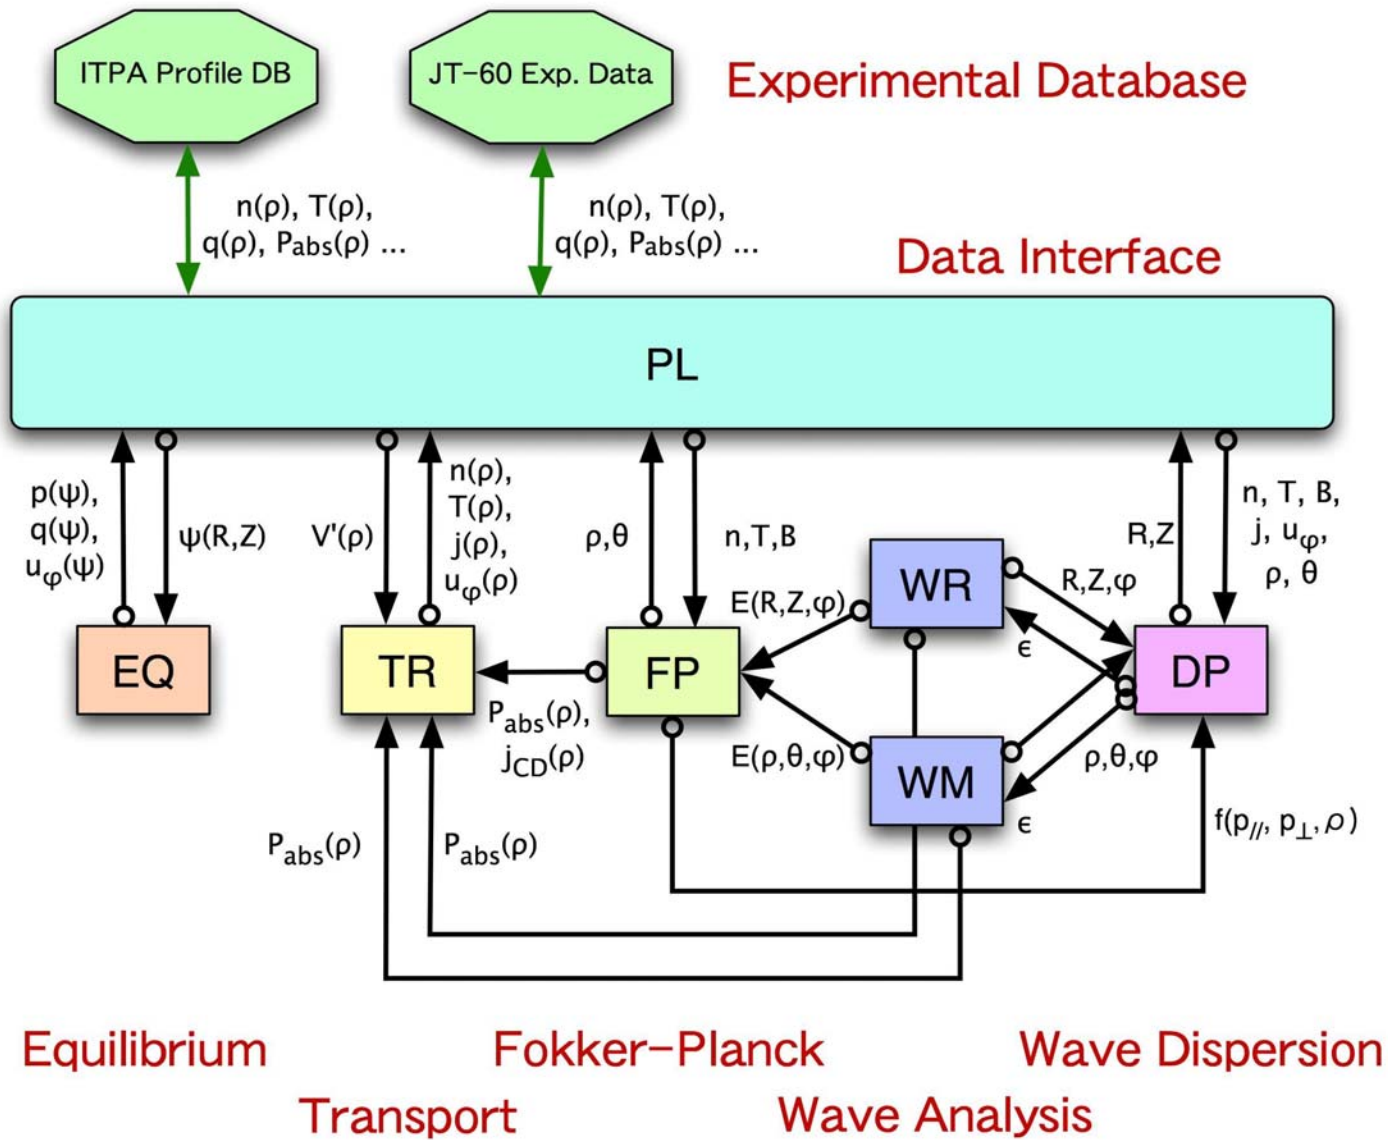 ITPA Profile DB
JT-60 Exp. Data
Experimental Database
n(ρ), T(ρ),
q(ρ), Pabs(ρ) ...
n(ρ), T(ρ),
q(ρ), Pabs(ρ) ...
Data Interface
PL
p(ψ),
q(ψ),
uφ(ψ)
ψ(R,Z)
V'(ρ)
n(ρ),
T(ρ),
j(ρ),
uφ(ρ)
ρ,θ
n,T,B
R,Z
n, T, B,
j, uφ,
ρ, θ
WR
E(R,Z,φ)
R,Z,φ
ϵ
EQ
TR
FP
DP
Pabs(ρ),
jCD(ρ)
E(ρ,θ,φ)
WM
ρ,θ,φ
ϵ
f(p//, p⊥, ρ)
Pabs(ρ)
Pabs(ρ)
Equilibrium
Fokker-Planck
Wave Dispersion
Transport
Wave Analysis